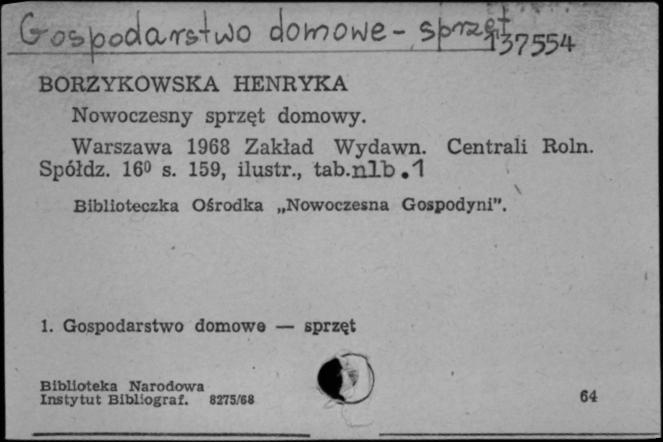 Gospodarstwo domowe - sprzęt
137554
BORZYKOWSKA HENRYKA
Nowoczesny sprzęt domowy.
Warszawa 1968 Zakład Wydawn. Centrali Roln.
Spółdz. 16⁰ s. 159, ilustr., tab.nlb.1
Biblioteczka Ośrodka „Nowoczesna Gospodyni".
1. Gospodarstwo domowe — sprzęt
Biblioteka Narodowa
Instytut Bibliograf. 8275/68
64